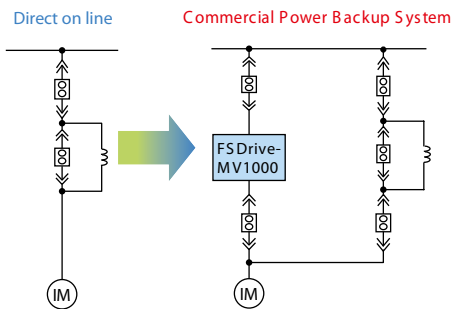 Direct on line
Commercial Power Backup System
FSDrive-
MV1000
IM
IM